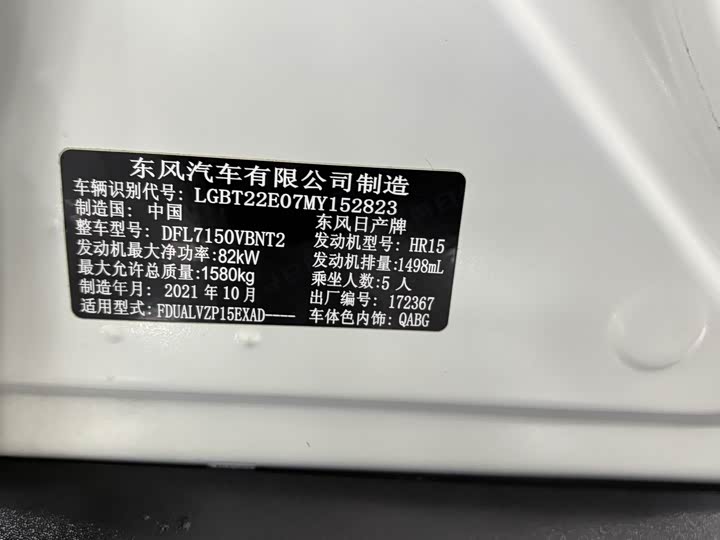 东风汽车有限公司制造
车辆识别代号: LGBT22E07MY152823
制造国: 中国 东风日产牌
整车型号: DFL7150VBNT2 发动机型号: HR15
发动机最大净功率:82kW 发动机排量:1498mL
最大允许总质量:1580kg 乘坐人数:5 人
制造年月: 2021 年 10 月 出厂编号: 172367
适用型式: FDUALVZP15EXAD---- 车体色内饰: QABG